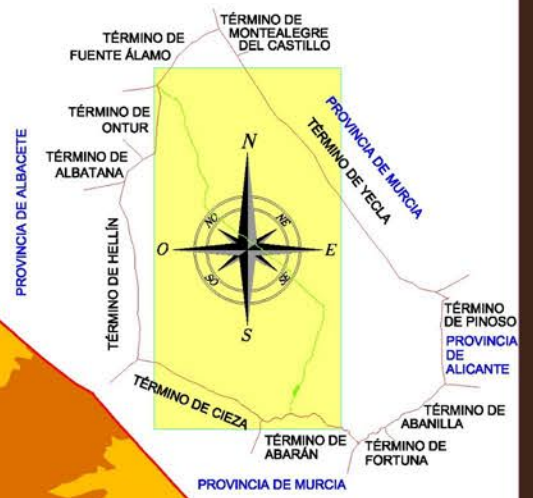 TÉRMINO DE
MONTEALEGRE
DEL CASTILLO
TÉRMINO DE
FUENTE ÁLAMO
TÉRMINO DE
ONTUR
TÉRMINO DE
ALBATANA
PROVINCIA DE ALBACETE
TÉRMINO DE HELLÍN
PROVINCIA DE MURCIA
TÉRMINO DE YECLA
N
NO
NE
O
E
SO
SE
S
TÉRMINO
DE PINOSO
PROVINCIA
DE
ALICANTE
TÉRMINO DE CIEZA
TÉRMINO DE
ABANILLA
TÉRMINO DE
ABARÁN
TÉRMINO DE
FORTUNA
PROVINCIA DE MURCIA